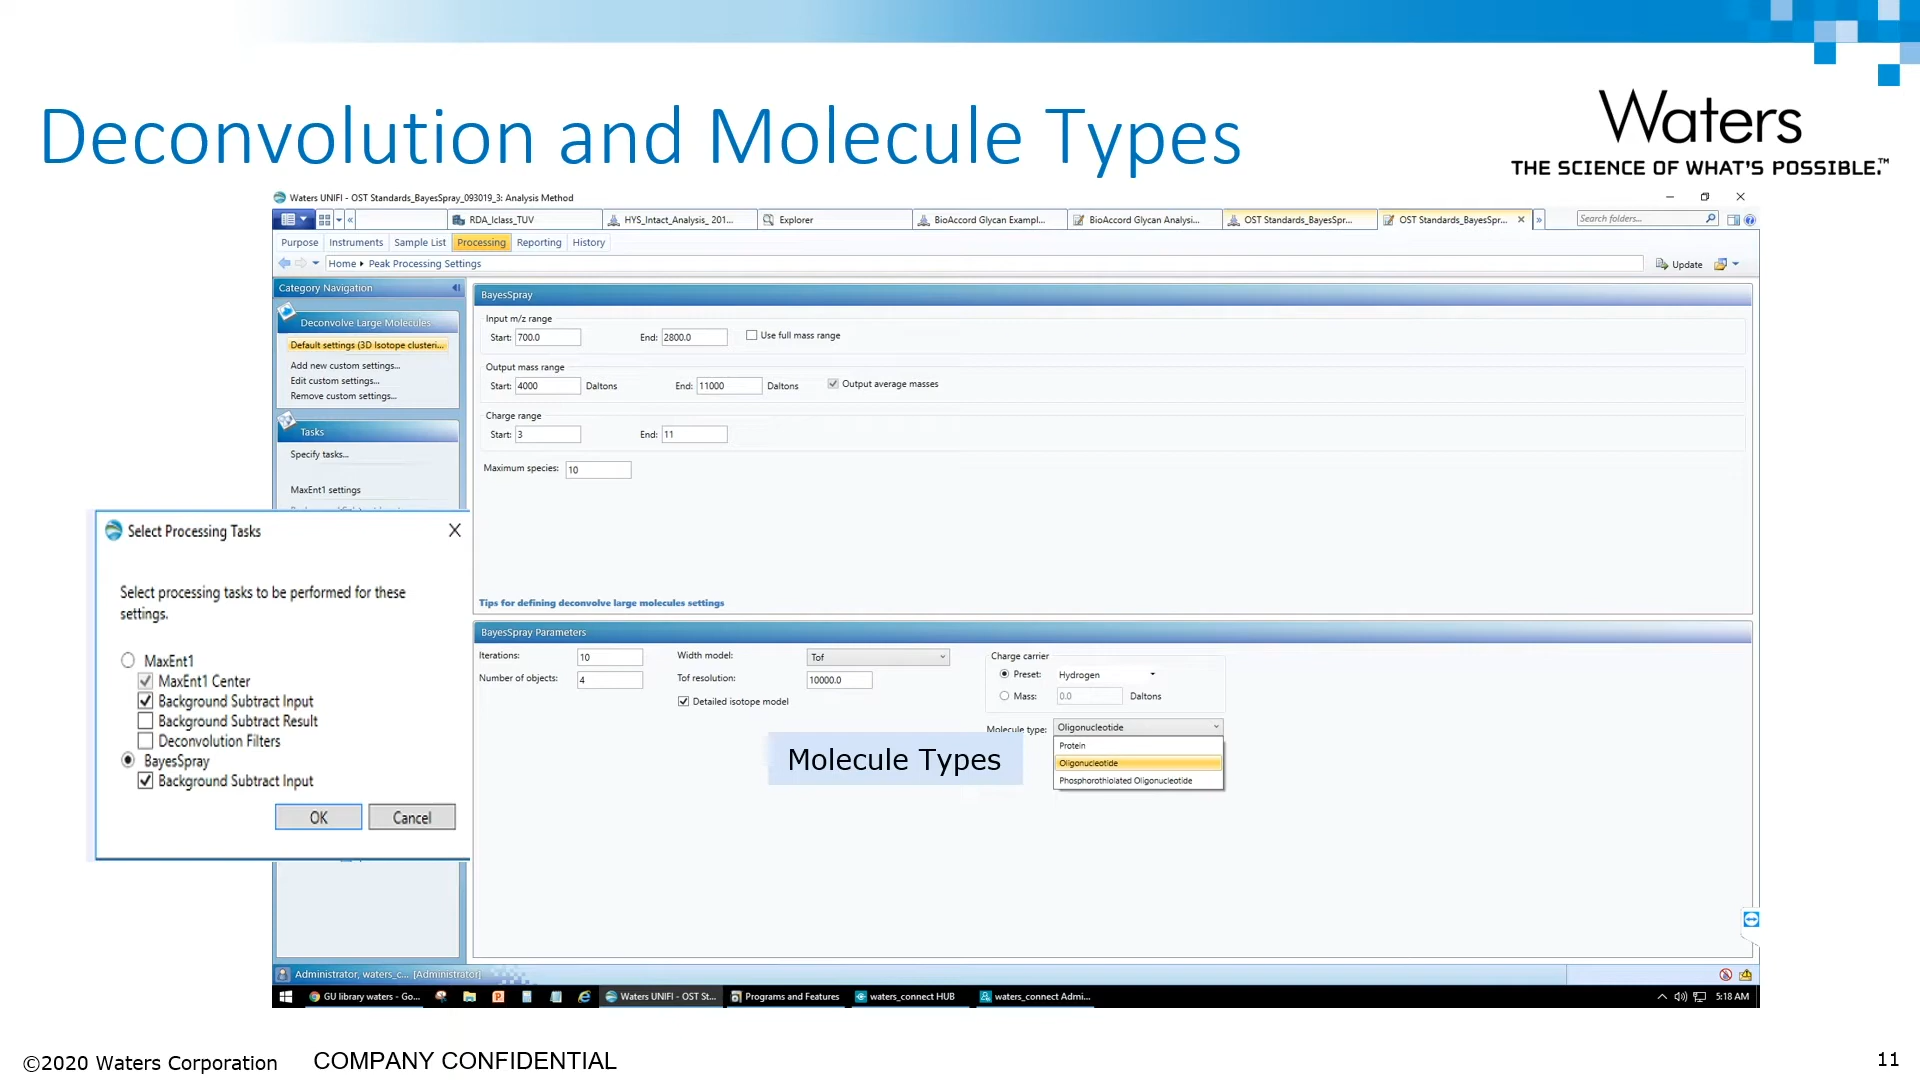 Deconvolution and Molecule Types
Waters
THE SCIENCE OF WHAT'S POSSIBLE.™
Waters UNIFI - OST Standards_BayesSpray_093019_3: Analysis Method
RDA_Iclass_TUV
HYS_Intact_Analysis_ 201...
Explorer
BioAccord Glycan Exampl...
BioAccord Glycan Analysi...
OST Standards_BayesSpr...
OST Standards_BayesSpr...
Search folders...
Purpose Instruments Sample List Processing Reporting History
Home Peak Processing Settings
Update
Category Navigation
Deconvolve Large Molecules
Default settings (3D Isotope clusteri...
Add new custom settings...
Edit custom settings...
Remove custom settings...
Tasks
Specify tasks...
MaxEnt1 settings
BayesSpray
Input m/z range
Start: 700.0 End: 2800.0 Use full mass range
Output mass range
Start: 4000 Daltons End: 11000 Daltons Output average masses
Charge range
Start: 3 End: 11
Maximum species: 10
Tips for defining deconvolve large molecules settings
Select Processing Tasks
Select processing tasks to be performed for these
settings.
MaxEnt1
MaxEnt1 Center
Background Subtract Input
Background Subtract Result
Deconvolution Filters
BayesSpray
Background Subtract Input
OK Cancel
BayesSpray Parameters
Iterations: 10 Width model: Tof
Number of objects: 4 Tof resolution: 10000.0
Detailed isotope model
Charge carrier
Preset: Hydrogen
Mass: 0.0 Daltons
Molecule type: Oligonucleotide
Protein
Oligonucleotide
Phosphorothiolated Oligonucleotide
Molecule Types
Administrator, waters_c... [Administrator]
GU library waters - Go...
Waters UNIFI - OST St...
Programs and Features
waters_connect HUB
waters_connect Admi...
5:18 AM
©2020 Waters Corporation COMPANY CONFIDENTIAL 11